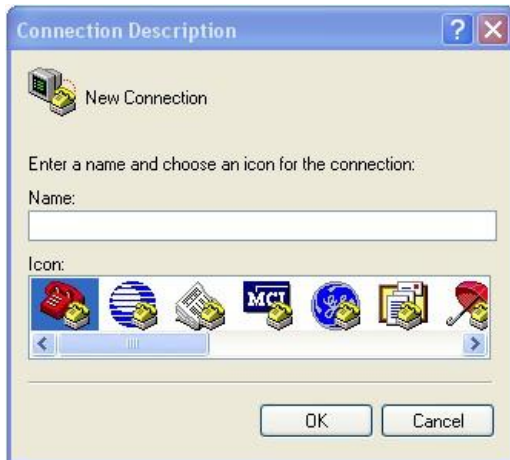 Connection Description
New Connection
Enter a name and choose an icon for the connection:
Name:
Icon:
MCI
OK
Cancel